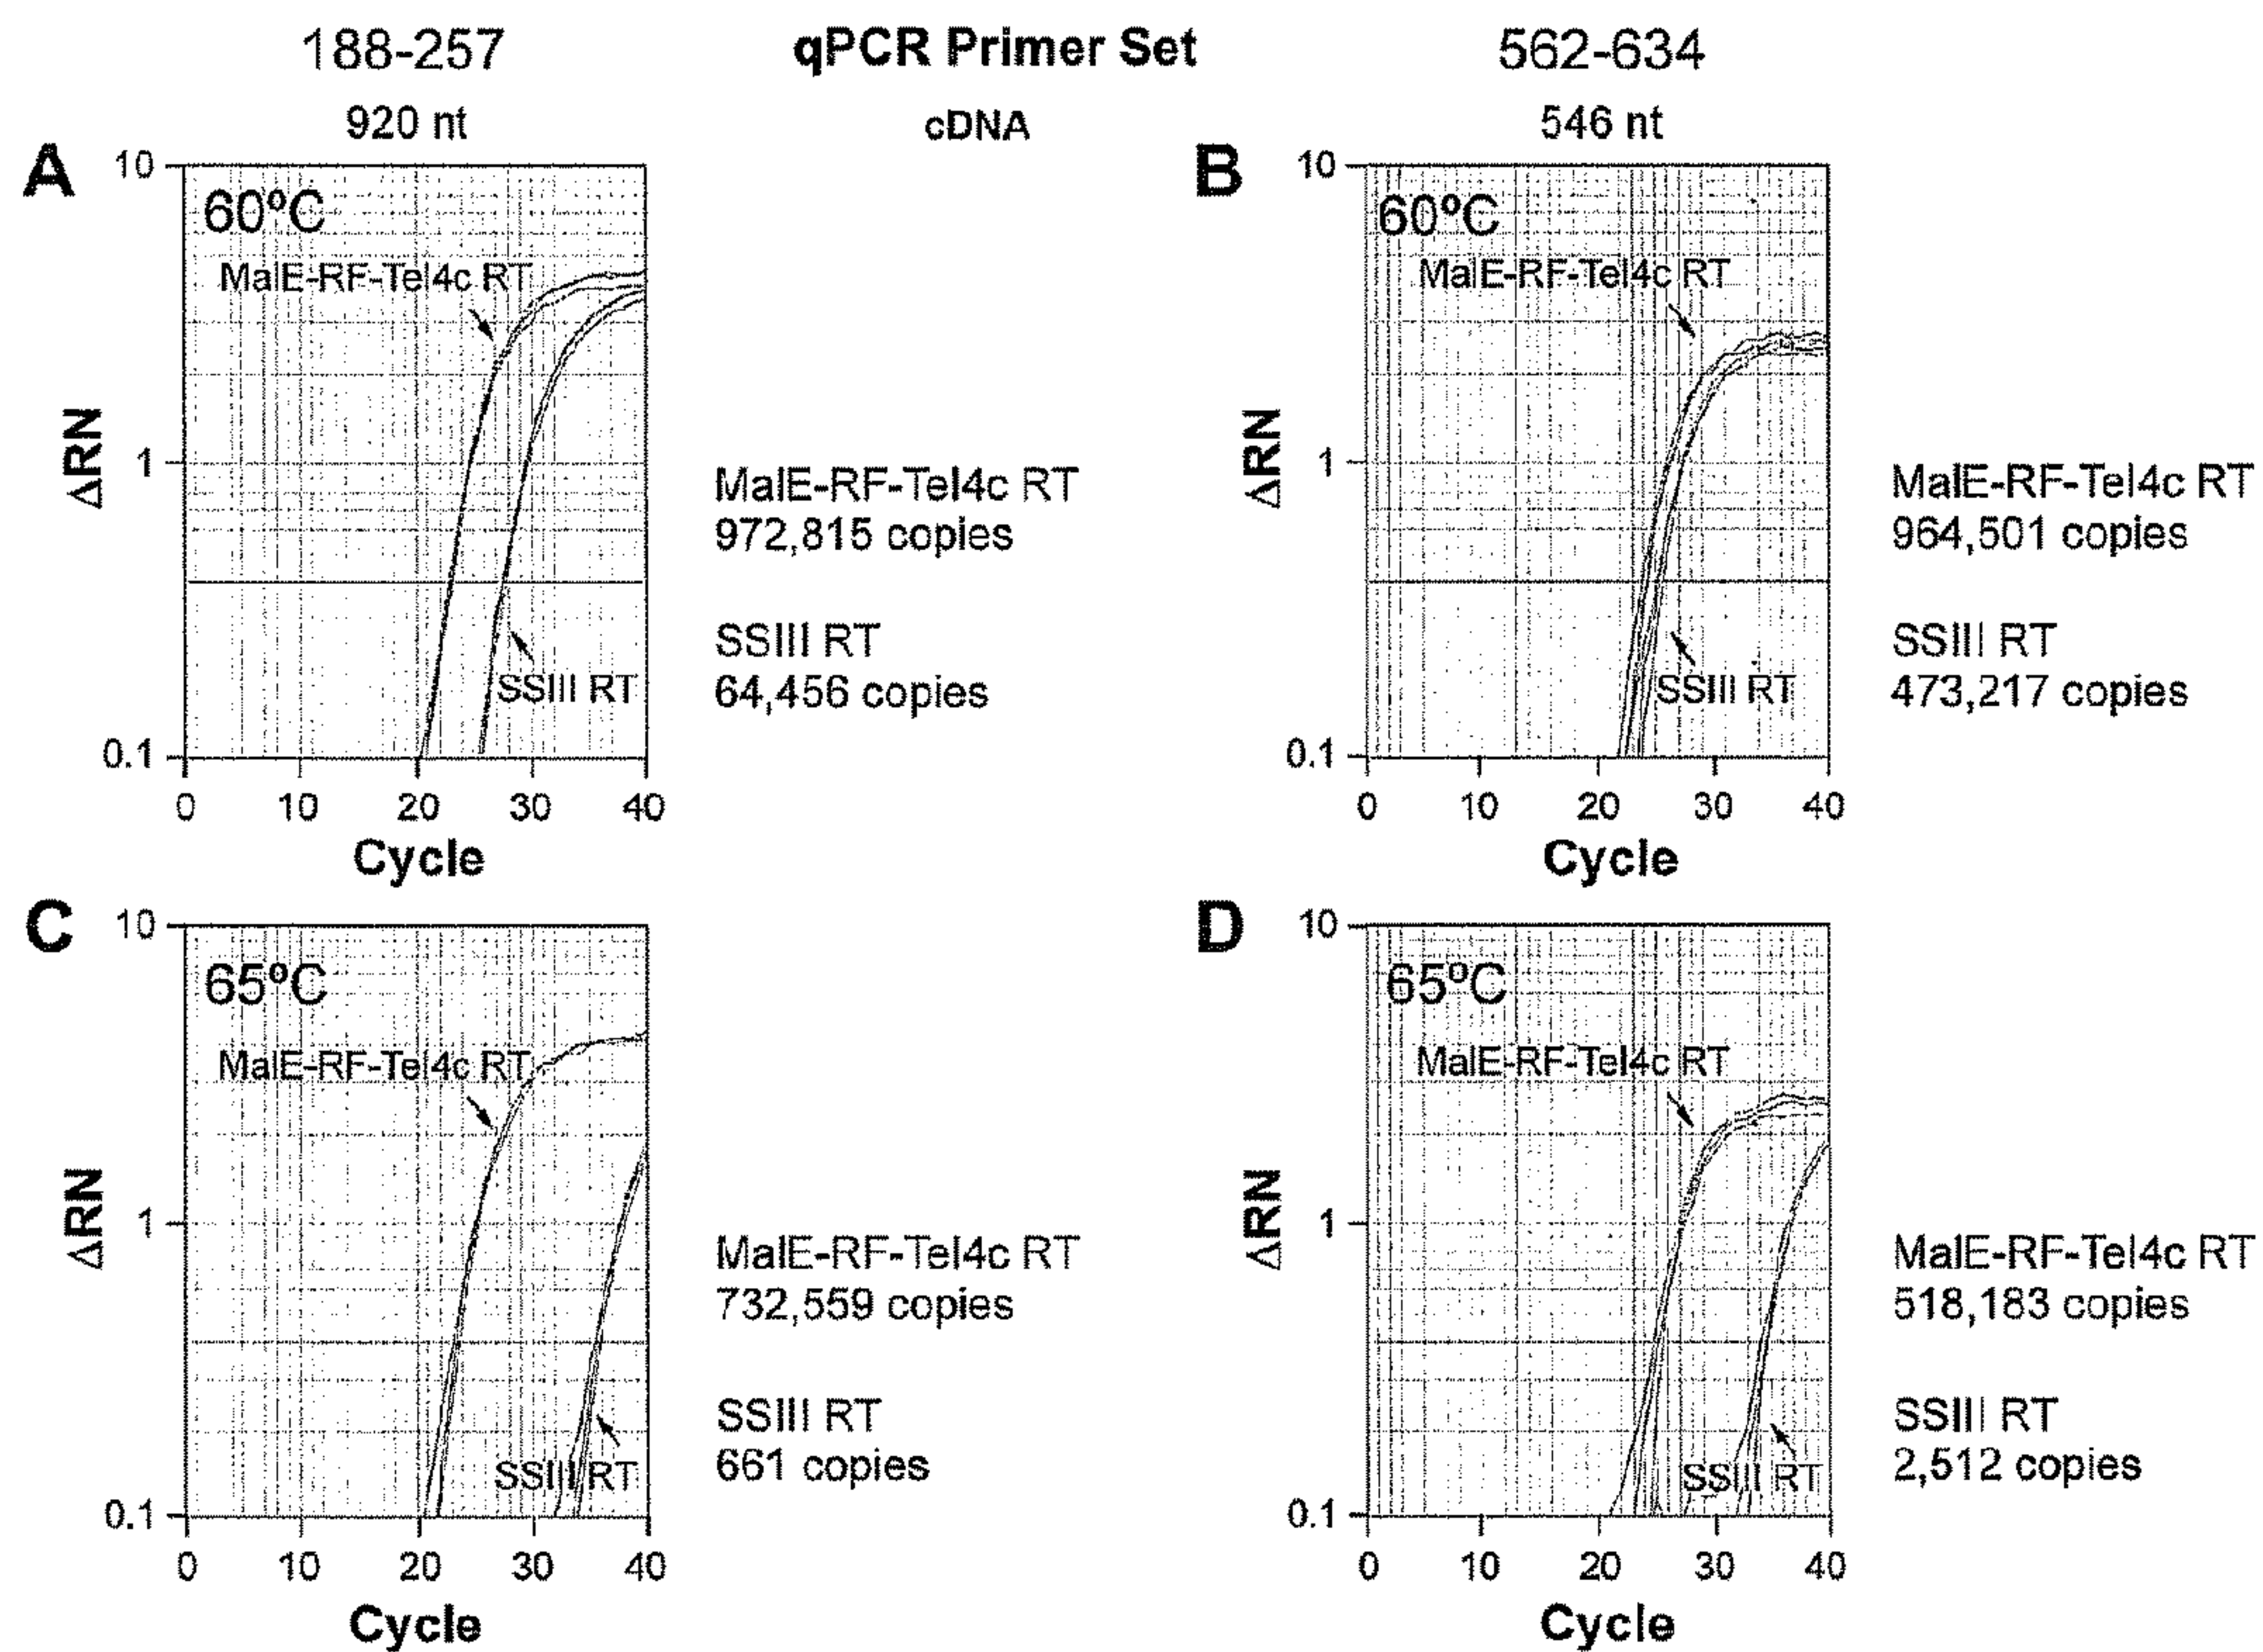 188-257 qPCR Primer Set 562-634
920 nt cDNA 546 nt
A
10
60ºC
MalE-RF-Tel4c RT
1
ΔRN
SSIII RT
0.1
0 10 20 30 40
Cycle
MalE-RF-Tel4c RT
972,815 copies
SSIII RT
64,456 copies
B
10
60ºC
MalE-RF-Tel4c RT
1
ΔRN
SSIII RT
0.1
0 10 20 30 40
Cycle
MalE-RF-Tel4c RT
964,501 copies
SSIII RT
473,217 copies
C
10
65ºC
MalE-RF-Tel4c RT
1
ΔRN
SSIII RT
0.1
0 10 20 30 40
Cycle
MalE-RF-Tel4c RT
732,559 copies
SSIII RT
661 copies
D
10
65ºC
MalE-RF-Tel4c RT
1
ΔRN
SSIII RT
0.1
0 10 20 30 40
Cycle
MalE-RF-Tel4c RT
518,183 copies
SSIII RT
2,512 copies